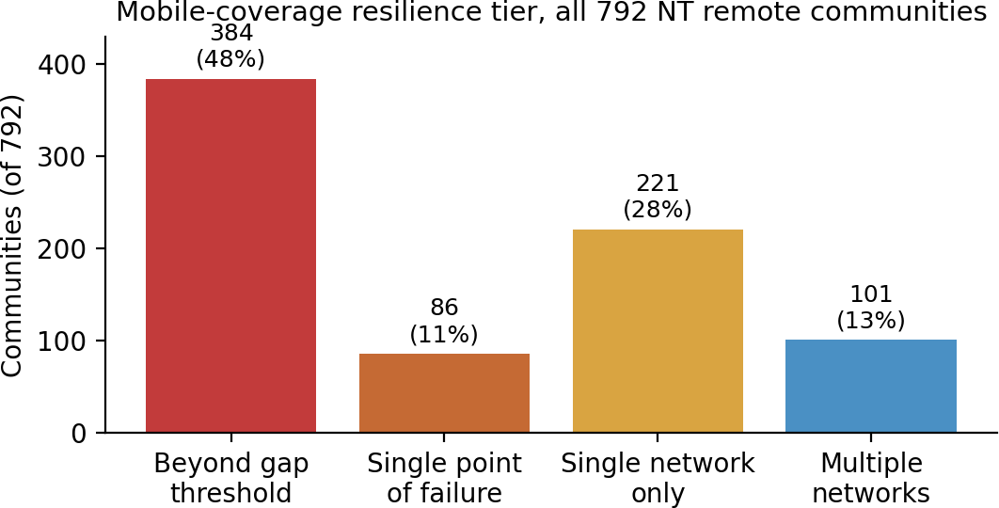 Mobile-coverage resilience tier, all 792 NT remote communities
Communities (of 792)
400
300
200
100
0
384
(48%)
86
(11%)
221
(28%)
101
(13%)
Beyond gap
threshold
Single point
of failure
Single network
only
Multiple
networks